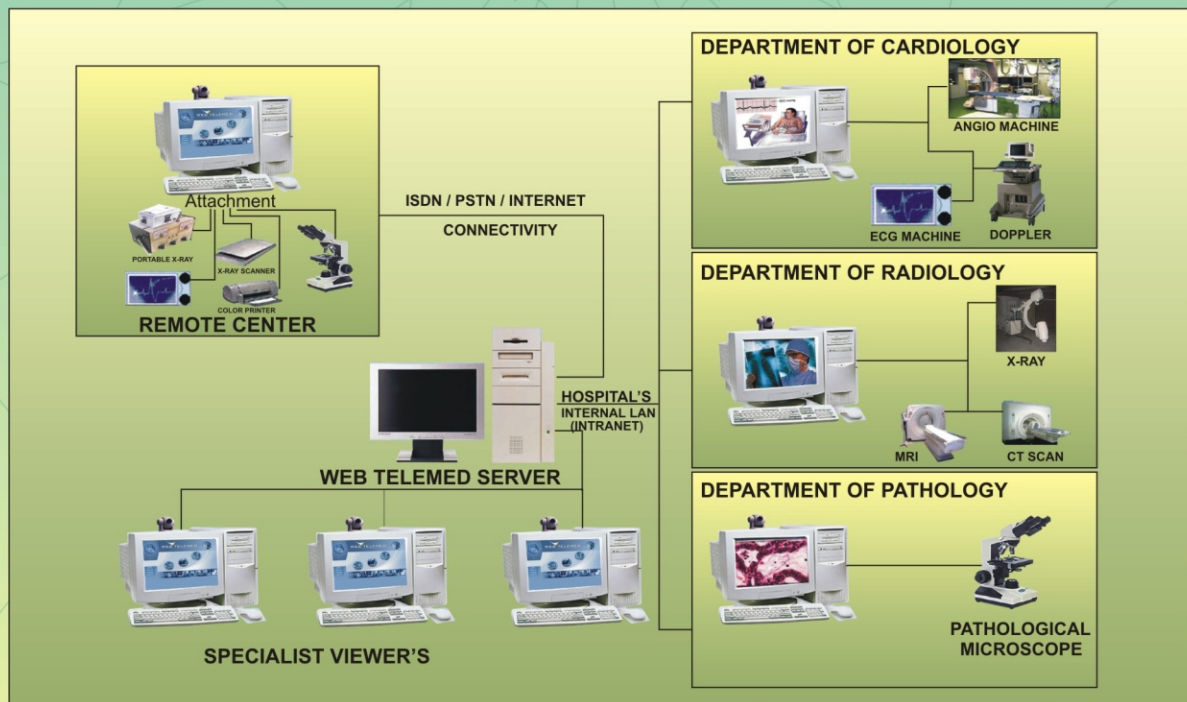 DEPARTMENT OF CARDIOLOGY
ANGIO MACHINE
ECG MACHINE
DOPPLER
Attachment
PORTABLE X-RAY
X-RAY SCANNER
COLOR PRINTER
REMOTE CENTER
ISDN / PSTN / INTERNET
CONNECTIVITY
DEPARTMENT OF RADIOLOGY
X-RAY
MRI
CT SCAN
HOSPITAL'S
INTERNAL LAN
(INTRANET)
WEB TELEMED SERVER
DEPARTMENT OF PATHOLOGY
PATHOLOGICAL
MICROSCOPE
SPECIALIST VIEWER'S